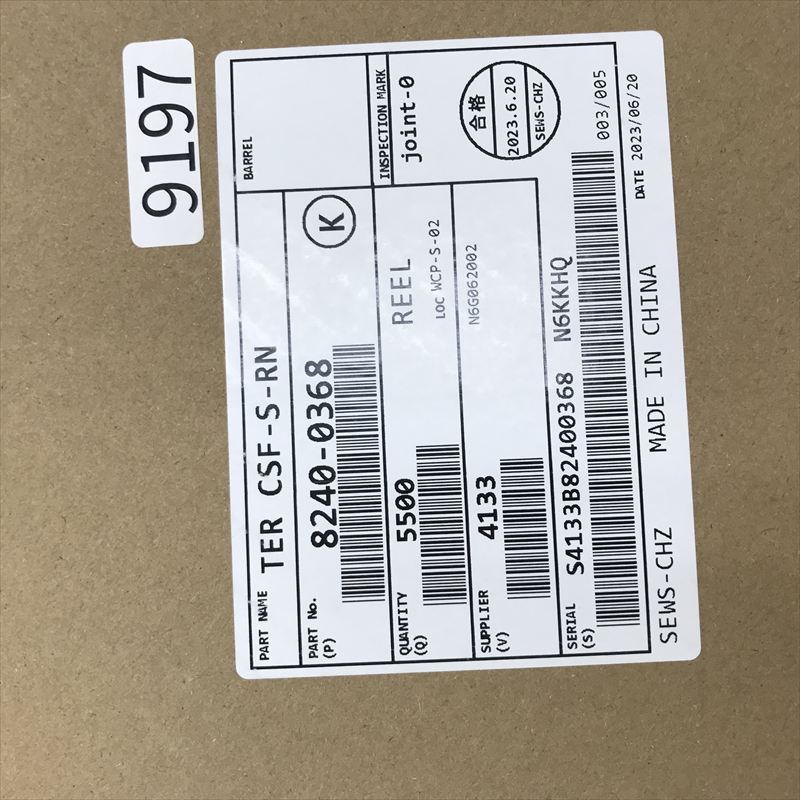 9197
BARREL
PART NAME TER CSF-S-RN
INSPECTION MARK
joint-0
PART No.
(P)
8240-0368
K
QUANTITY
(Q)
5500
REEL
LOC WCP-S-02
合格
2023.6.20
SEWS-CHZ
SUPPLIER
(V)
4133
N6G062002
SERIAL
(S)
S4133B82400368 N6KKHQ
003/005
SEWS-CHZ MADE IN CHINA
DATE 2023/06/20